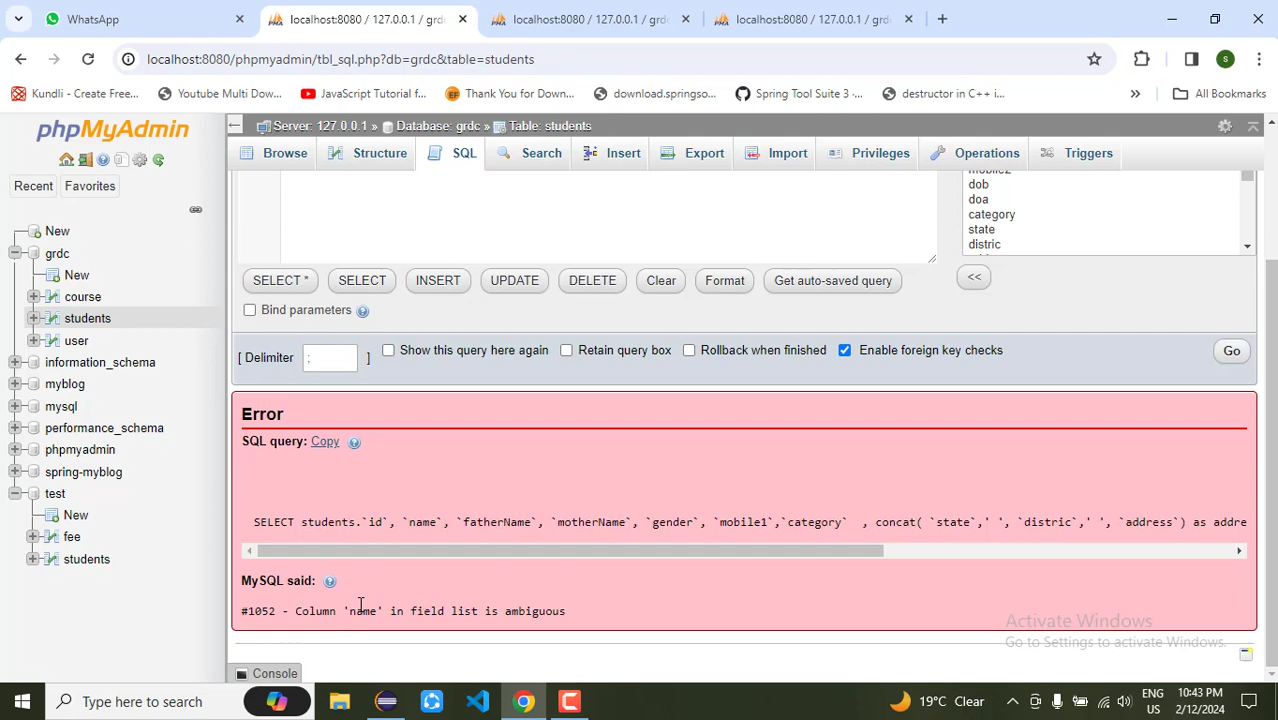 WhatsApp
localhost:8080 / 127.0.0.1 / grdc
localhost:8080 / 127.0.0.1 / grdc
localhost:8080 / 127.0.0.1 / grdc
localhost:8080/phpmyadmin/tbl_sql.php?db=grdc&table=students
S
Kundli - Create Free...
Youtube Multi Dow...
JavaScript Tutorial f...
Thank You for Down...
download.springso...
Spring Tool Suite 3 -...
destructor in C++ i...
All Bookmarks
phpMyAdmin
Recent
Favorites
New
grdc
New
course
students
user
information_schema
myblog
mysql
performance_schema
phpmyadmin
spring-myblog
test
New
fee
students
Server: 127.0.0.1 » Database: grdc » Table: students
Browse
Structure
SQL
Search
Insert
Export
Import
Privileges
Operations
Triggers
mobile2
dob
doa
category
state
distric
SELECT *
SELECT
INSERT
UPDATE
DELETE
Clear
Format
Get auto-saved query
<<
Bind parameters
[ Delimiter ; ]
Show this query here again
Retain query box
Rollback when finished
Enable foreign key checks
Go
Error
SQL query: Copy
SELECT students.`id`, `name`, `fatherName`, `motherName`, `gender`, `mobile1`,`category` , concat( `state`,' ', `distric`,' ', `address`) as addre
MySQL said:
#1052 - Column 'name' in field list is ambiguous
Activate Windows
Go to Settings to activate Windows.
Console
Type here to search
19°C Clear
ENG
US
10:43 PM
2/12/2024